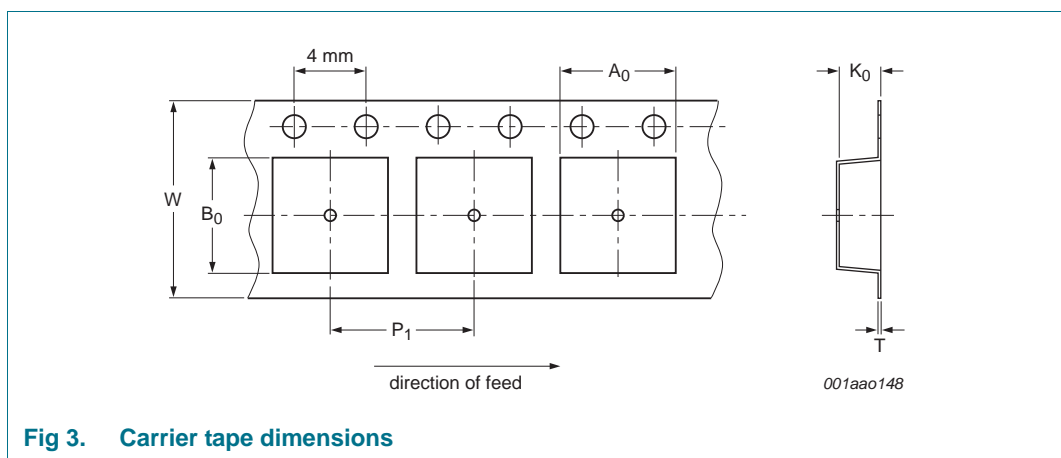 4 mm
A0
K0
W
B0
P1
T
direction of feed
001aao148
Fig 3. Carrier tape dimensions